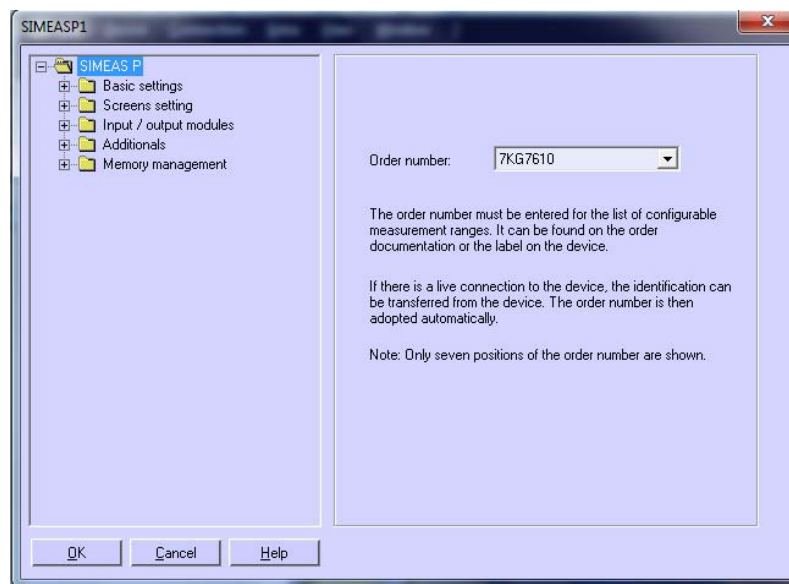 SIMEASP1
SIMEAS P
Basic settings
Screens setting
Input / output modules
Additionals
Memory management
Order number:
7KG7610
The order number must be entered for the list of configurable
measurement ranges. It can be found on the order
documentation or the label on the device.
If there is a live connection to the device, the identification can
be transferred from the device. The order number is then
adopted automatically.
Note: Only seven positions of the order number are shown.
OK
Cancel
Help